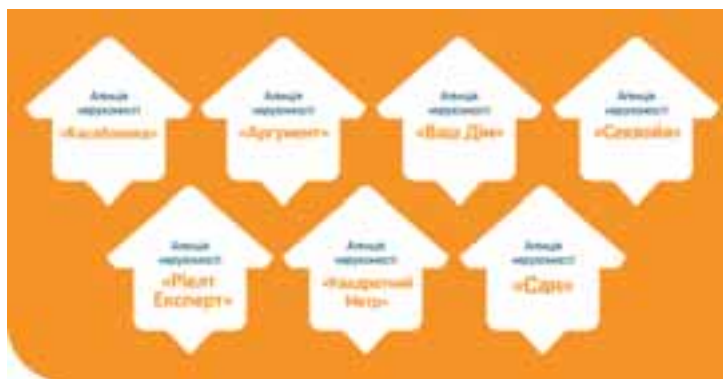 Агенція
нерухомості
«Касабланка»
Агенція
нерухомості
«Аргумент»
Агенція
нерухомості
«Ваш Дім»
Агенція
нерухомості
«Секвойя»
Агенція
нерухомості
«Ріелт
Експерт»
Агенція
нерухомості
«Квадратний
Метр»
Агенція
нерухомості